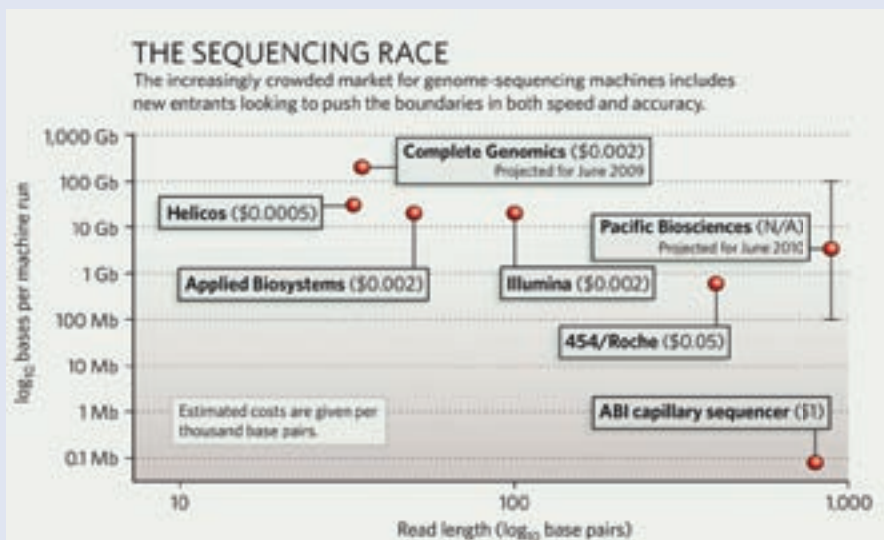 THE SEQUENCING RACE
The increasingly crowded market for genome-sequencing machines includes
new entrants looking to push the boundaries in both speed and accuracy.
log10 bases per machine run
1,000 Gb
100 Gb
10 Gb
1 Gb
100 Mb
10 Mb
1 Mb
0.1 Mb
Complete Genomics ($0.002)
Projected for June 2009
Helicos ($0.0005)
Pacific Biosciences (N/A)
Projected for June 2010
Applied Biosystems ($0.002)
Illumina ($0.002)
454/Roche ($0.05)
ABI capillary sequencer ($1)
Estimated costs are given per
thousand base pairs.
10
100
1,000
Read length (log10 base pairs)